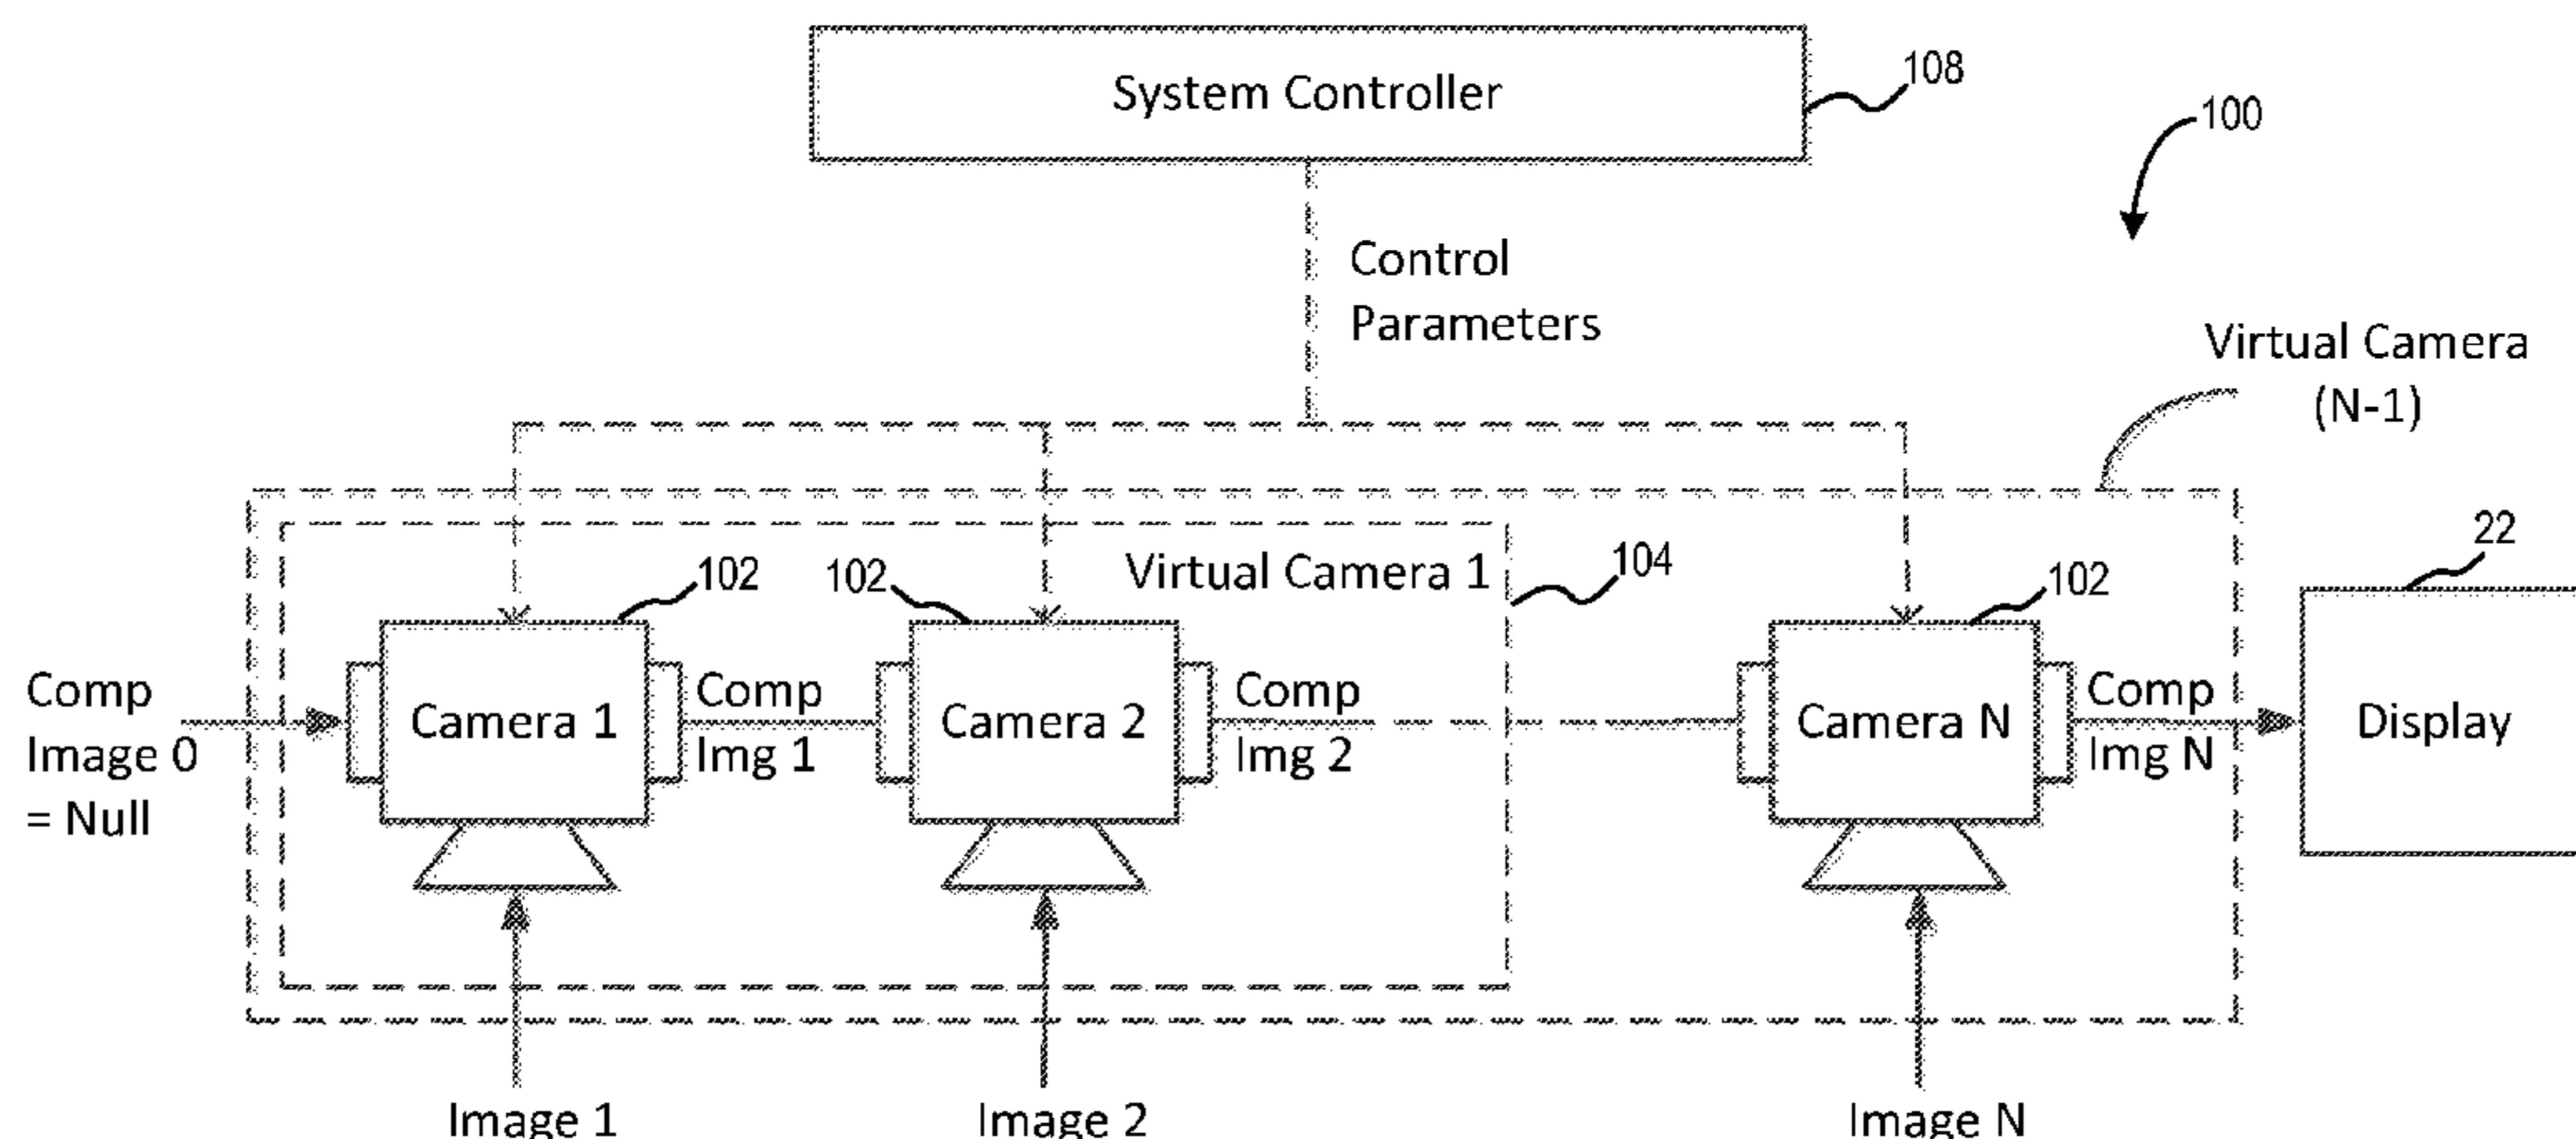 System Controller
108
100
Control
Parameters
Virtual Camera
(N-1)
22
Virtual Camera 1
104
102
102
102
Comp
Image 0
= Null
Camera 1
Comp
Img 1
Camera 2
Comp
Img 2
Camera N
Comp
Img N
Display
Image 1
Image 2
Image N